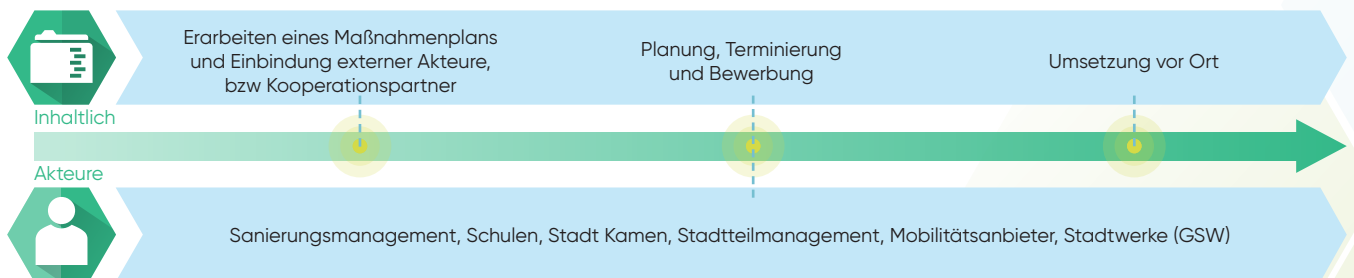 Erarbeiten eines Maßnahmenplans
und Einbindung externer Akteure,
bzw Kooperationspartner
Planung, Terminierung
und Bewerbung
Umsetzung vor Ort
Inhaltlich
Akteure
Sanierungsmanagement, Schulen, Stadt Kamen, Stadtteilmanagement, Mobilitätsanbieter, Stadtwerke (GSW)